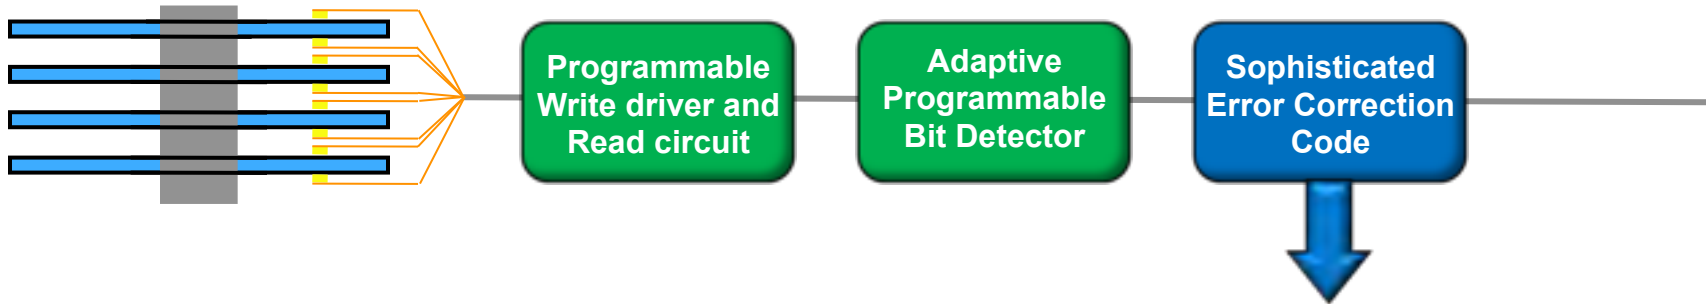 Programmable
Write driver and
Read circuit
Adaptive
Programmable
Bit Detector
Sophisticated
Error Correction
Code